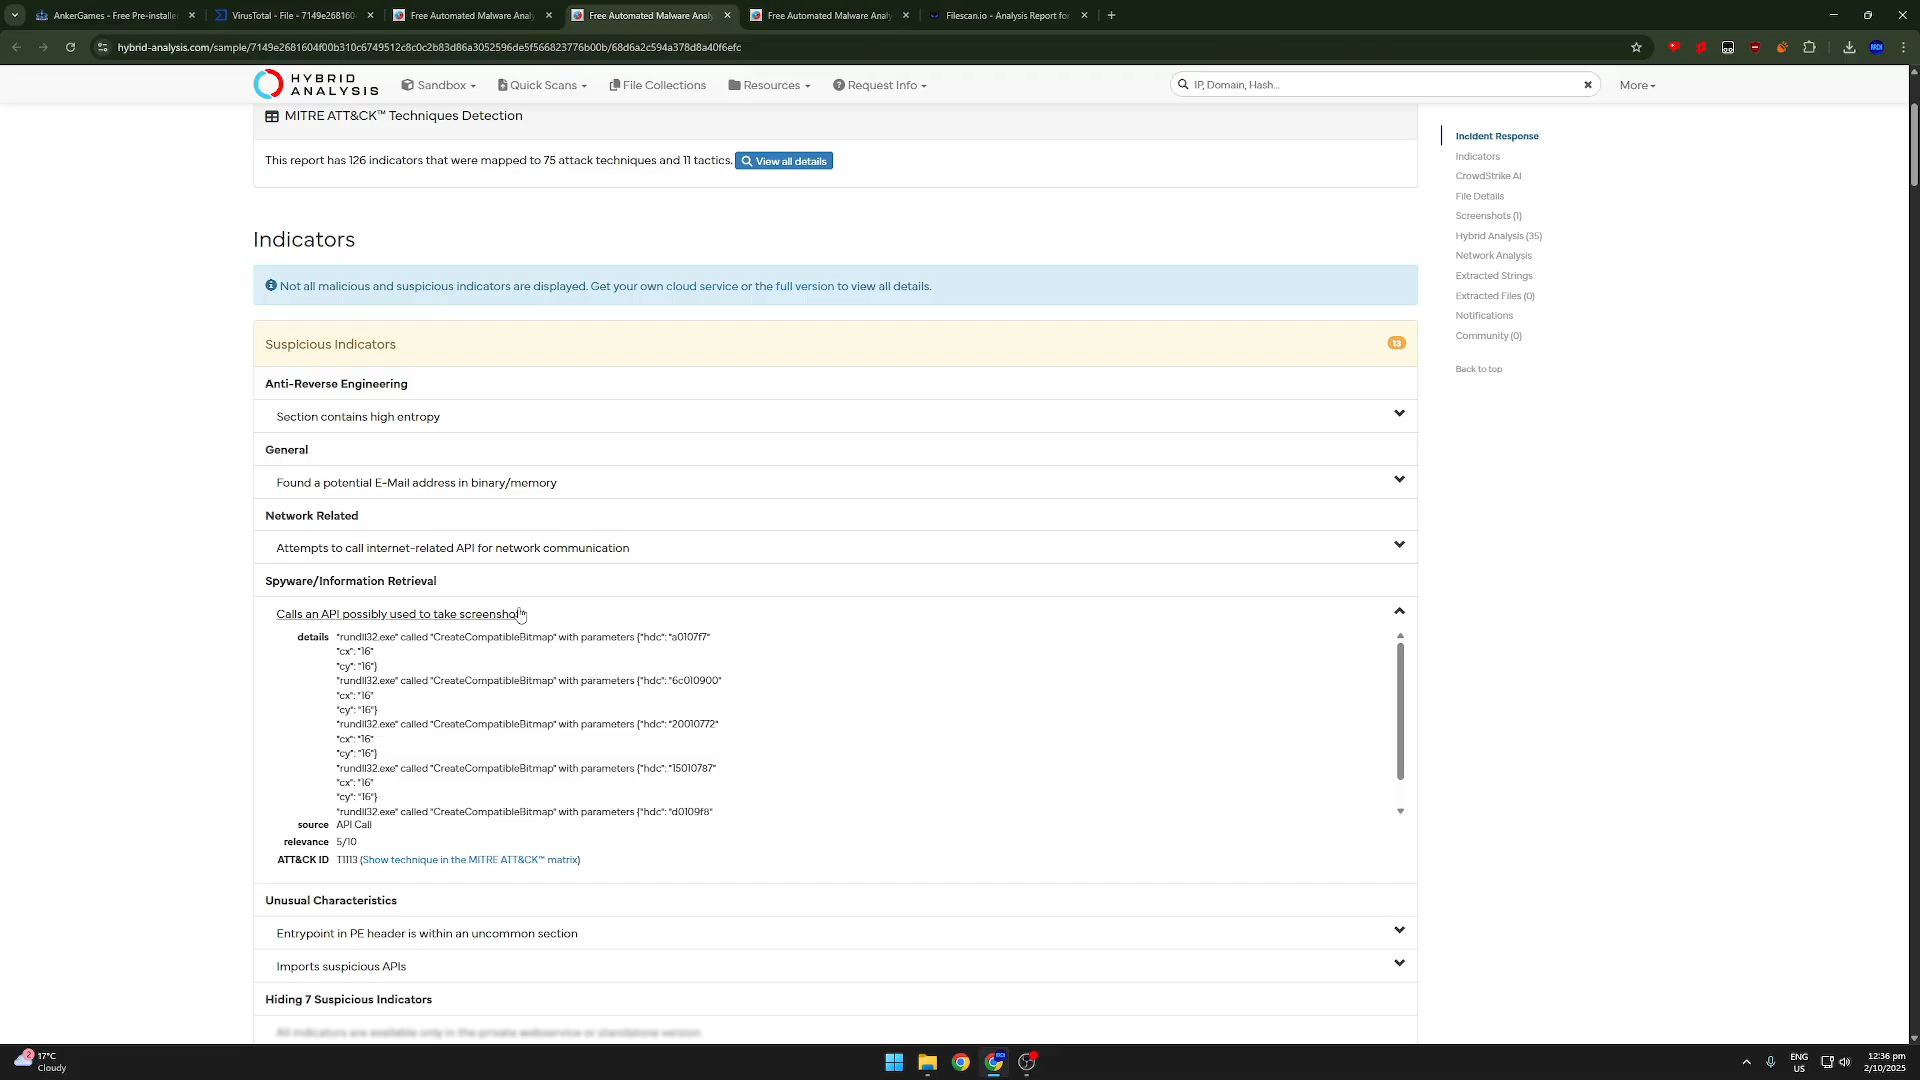 AnkerGames - Free Pre-installe
VirusTotal - File - 7149e268160
Free Automated Malware Analy
Free Automated Malware Analy
Free Automated Malware Analy
Filescan.io - Analysis Report fo
hybrid-analysis.com/sample/7149e2681604f00b310c6749512c8c0c2b83d86a3052596de5f566823776b00b/68d6a2c594a378d8a40f6efc
HYBRID
ANALYSIS
Sandbox
Quick Scans
File Collections
Resources
Request Info
IP, Domain, Hash...
More
MITRE ATT&CK™ Techniques Detection
This report has 126 indicators that were mapped to 75 attack techniques and 11 tactics. View all details
Indicators
Not all malicious and suspicious indicators are displayed. Get your own cloud service or the full version to view all details.
Suspicious Indicators
13
Anti-Reverse Engineering
Section contains high entropy
General
Found a potential E-Mail address in binary/memory
Network Related
Attempts to call internet-related API for network communication
Spyware/Information Retrieval
Calls an API possibly used to take screenshot
details "rundll32.exe" called "CreateCompatibleBitmap" with parameters {"hdc": "a0107f7"
"cx": "16"
"cy": "16"}
"rundll32.exe" called "CreateCompatibleBitmap" with parameters {"hdc": "6c010900"
"cx": "16"
"cy": "16"}
"rundll32.exe" called "CreateCompatibleBitmap" with parameters {"hdc": "20010772"
"cx": "16"
"cy": "16"}
"rundll32.exe" called "CreateCompatibleBitmap" with parameters {"hdc": "15010787"
"cx": "16"
"cy": "16"}
"rundll32.exe" called "CreateCompatibleBitmap" with parameters {"hdc": "d0109f8"
source API Call
relevance 5/10
ATT&CK ID T1113 (Show technique in the MITRE ATT&CK™ matrix)
Unusual Characteristics
Entrypoint in PE header is within an uncommon section
Imports suspicious APIs
Hiding 7 Suspicious Indicators
All indicators are available only in the private webservice or standalone version
Incident Response
Indicators
CrowdStrike AI
File Details
Screenshots (1)
Hybrid Analysis (35)
Network Analysis
Extracted Strings
Extracted Files (0)
Notifications
Community (0)
Back to top
2
17°C
Cloudy
ENG
US
12:36 pm
2/10/2025